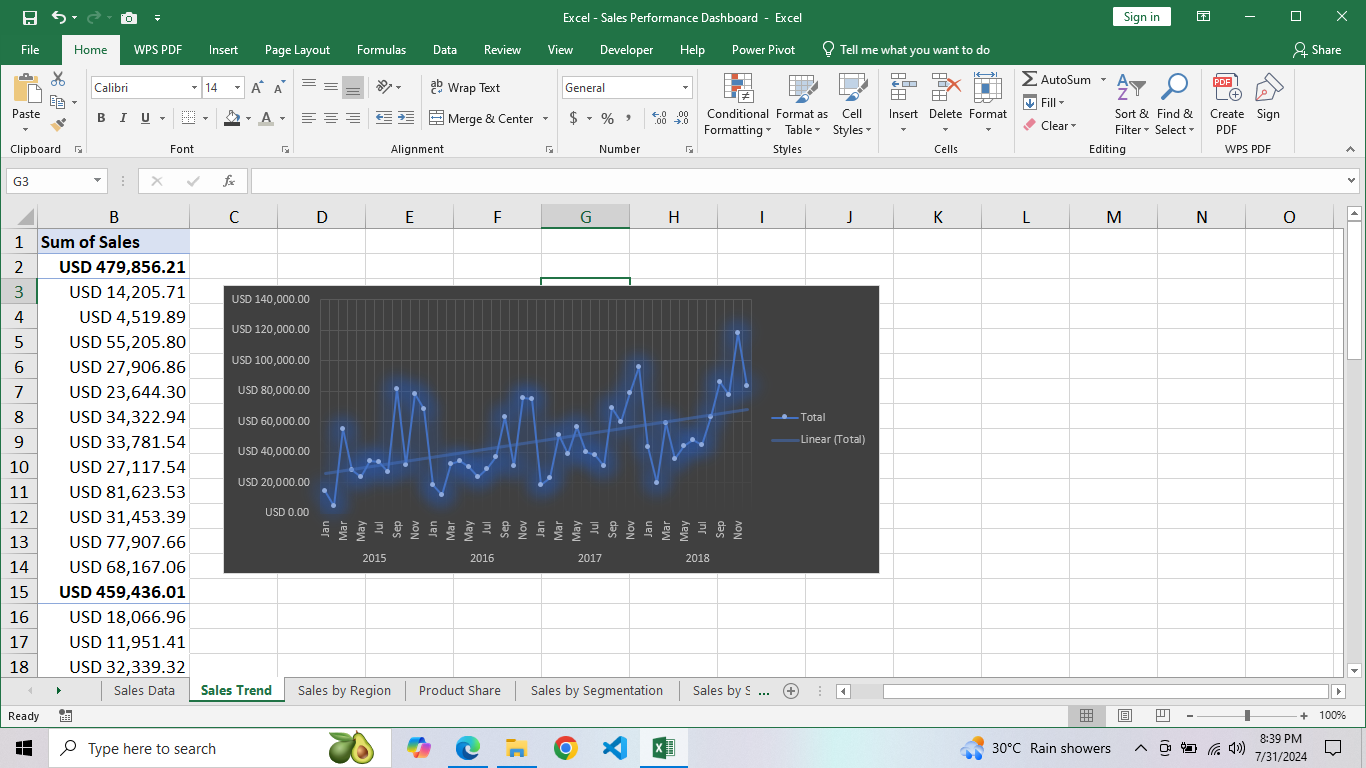 Excel - Sales Performance Dashboard - Excel
Sign in
File Home WPS PDF Insert Page Layout Formulas Data Review View Developer Help Power Pivot Tell me what you want to do Share
Paste
Clipboard
Calibri 14
B I U
Font
Wrap Text
Merge & Center
Alignment
General
$ % ,
Number
Conditional Formatting
Format as Table
Cell Styles
Styles
Insert Delete Format
Cells
AutoSum
Fill
Clear
Sort & Filter
Find & Select
Editing
Create PDF
Sign
WPS PDF
G3
fx
B C D E F G H I J K L M N O
1 Sum of Sales
2 USD 479,856.21
3 USD 14,205.71
4 USD 4,519.89
5 USD 55,205.80
6 USD 27,906.86
7 USD 23,644.30
8 USD 34,322.94
9 USD 33,781.54
10 USD 27,117.54
11 USD 81,623.53
12 USD 31,453.39
13 USD 77,907.66
14 USD 68,167.06
15 USD 459,436.01
16 USD 18,066.96
17 USD 11,951.41
18 USD 32,339.32
USD 140,000.00
USD 120,000.00
USD 100,000.00
USD 80,000.00
USD 60,000.00
USD 40,000.00
USD 20,000.00
USD 0.00
Jan Mar May Jul Sep Nov Jan Mar May Jul Sep Nov Jan Mar May Jul Sep Nov Jan Mar May Jul Sep Nov
2015 2016 2017 2018
Total
Linear (Total)
Sales Data Sales Trend Sales by Region Product Share Sales by Segmentation Sales by S ...
Ready
100%
Type here to search
30°C Rain showers
8:39 PM
7/31/2024